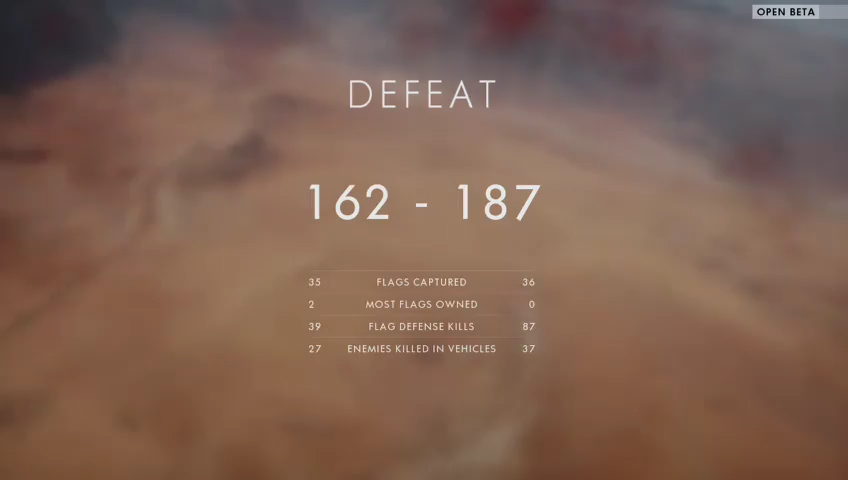 OPEN BETA
DEFEAT
162 - 187
35 FLAGS CAPTURED 36
2 MOST FLAGS OWNED 0
39 FLAG DEFENSE KILLS 87
27 ENEMIES KILLED IN VEHICLES 37